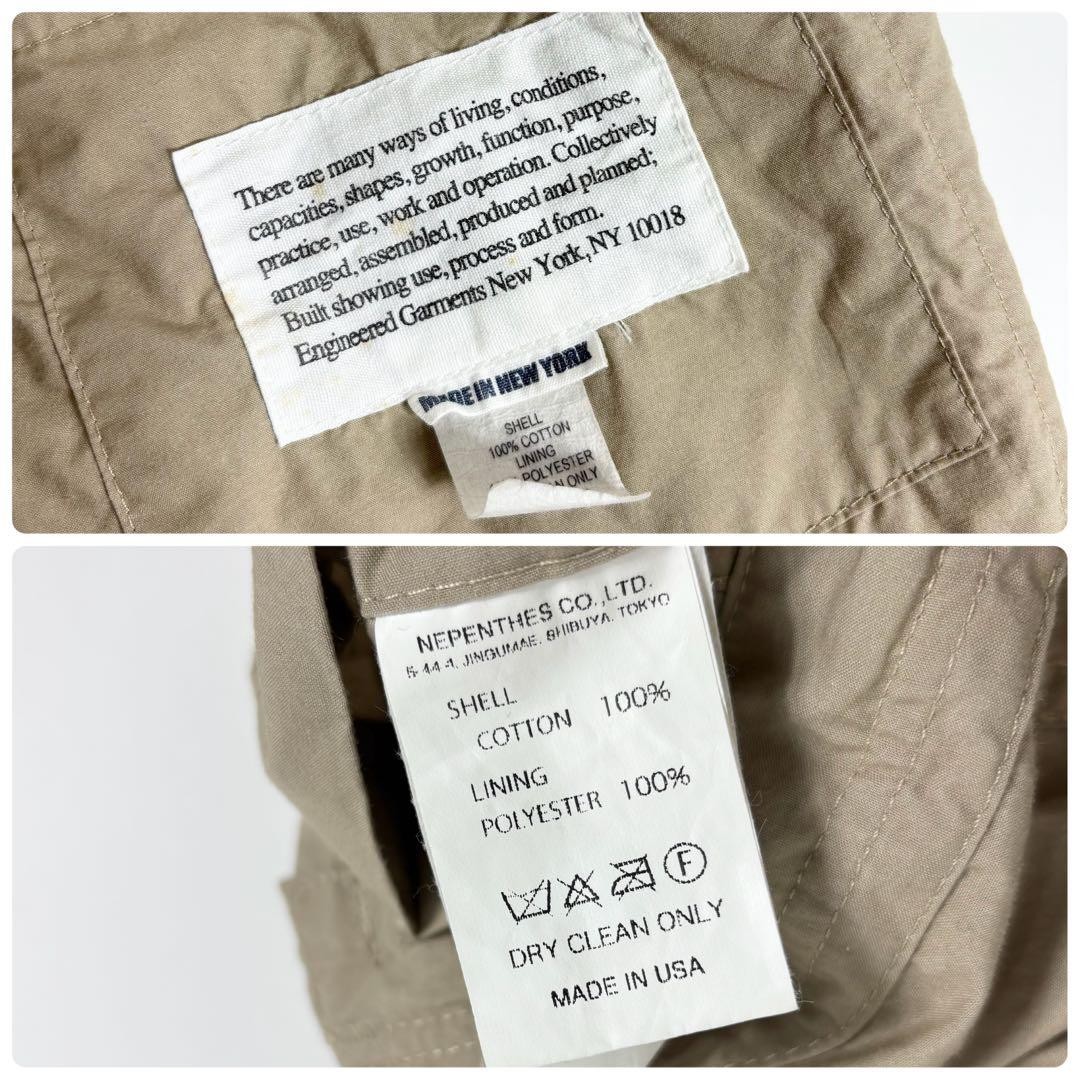 There are many ways of living, conditions,
capacities, shapes, growth, function, purpose,
practice, use, work and operation. Collectively
arranged, assembled, produced and planned;
Built showing use, process and form.
Engineered Garments New York, NY 10018
MADE IN NEW YORK
SHELL
100% COTTON
LINING
POLYESTER
ONLY
NEPENTHES CO.,LTD.
5-44-1, JINGUMAE, SHIBUYA, TOKYO
SHELL
COTTON 100%
LINING
POLYESTER 100%
F
DRY CLEAN ONLY
MADE IN USA